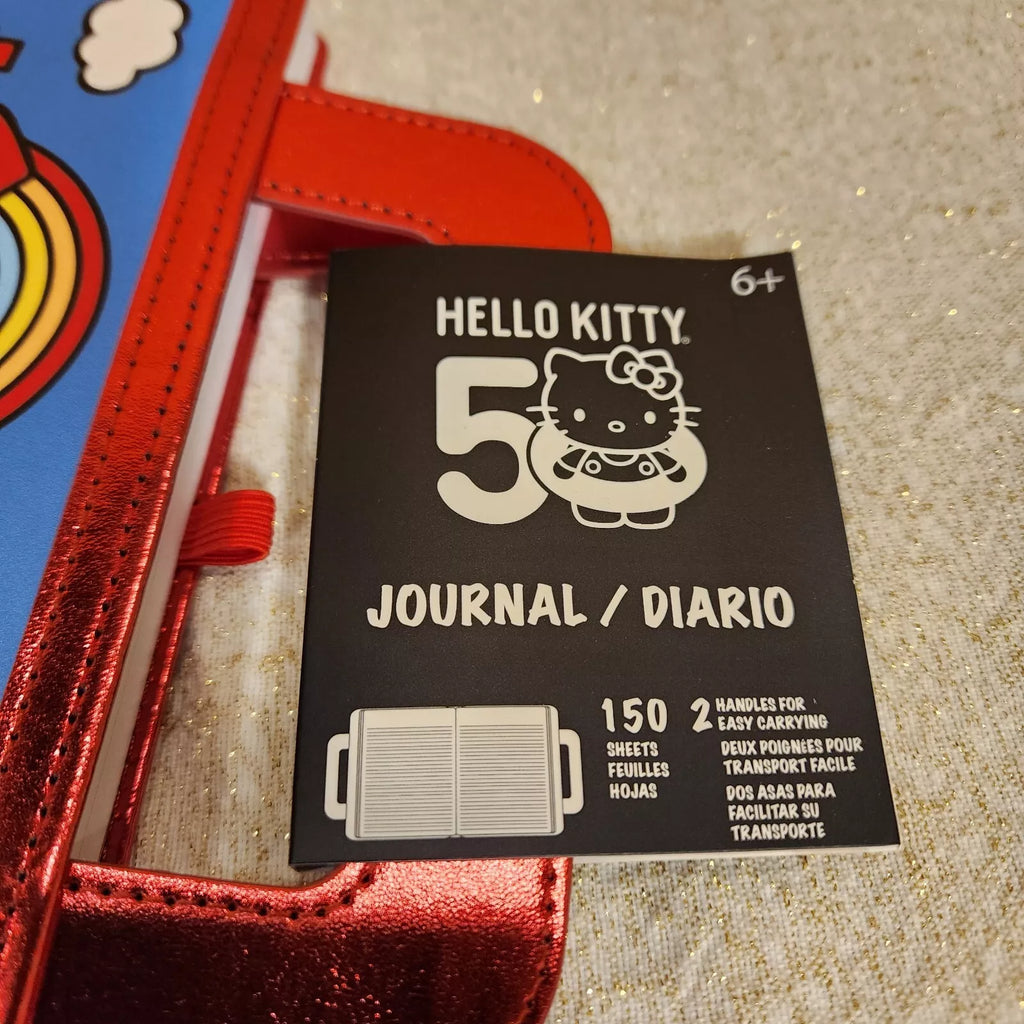 6+
HELLO KITTY®
50
JOURNAL / DIARIO
150
SHEETS
FEUILLES
HOJAS
2 HANDLES FOR
EASY CARRYING
DEUX POIGNÉES POUR
TRANSPORT FACILE
DOS ASAS PARA
FACILITAR SU
TRANSPORTE